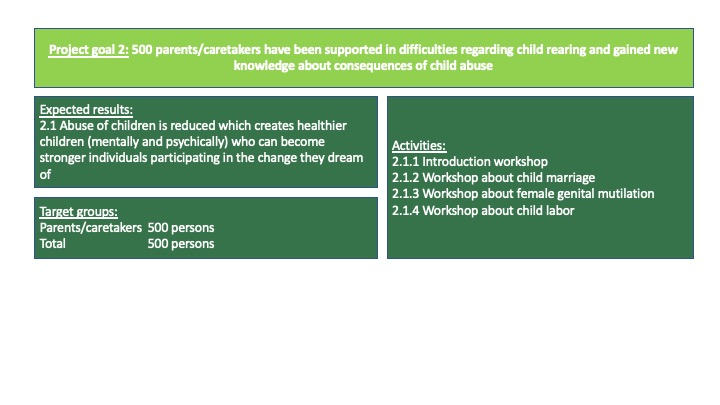 Project goal 2: 500 parents/caretakers have been supported in difficulties regarding child rearing and gained new
knowledge about consequences of child abuse
Expected results:
2.1 Abuse of children is reduced which creates healthier
children (mentally and psychically) who can become
stronger individuals participating in the change they dream
of
Target groups:
Parents/caretakers 500 persons
Total 500 persons
Activities:
2.1.1 Introduction workshop
2.1.2 Workshop about child marriage
2.1.3 Workshop about female genital mutilation
2.1.4 Workshop about child labor